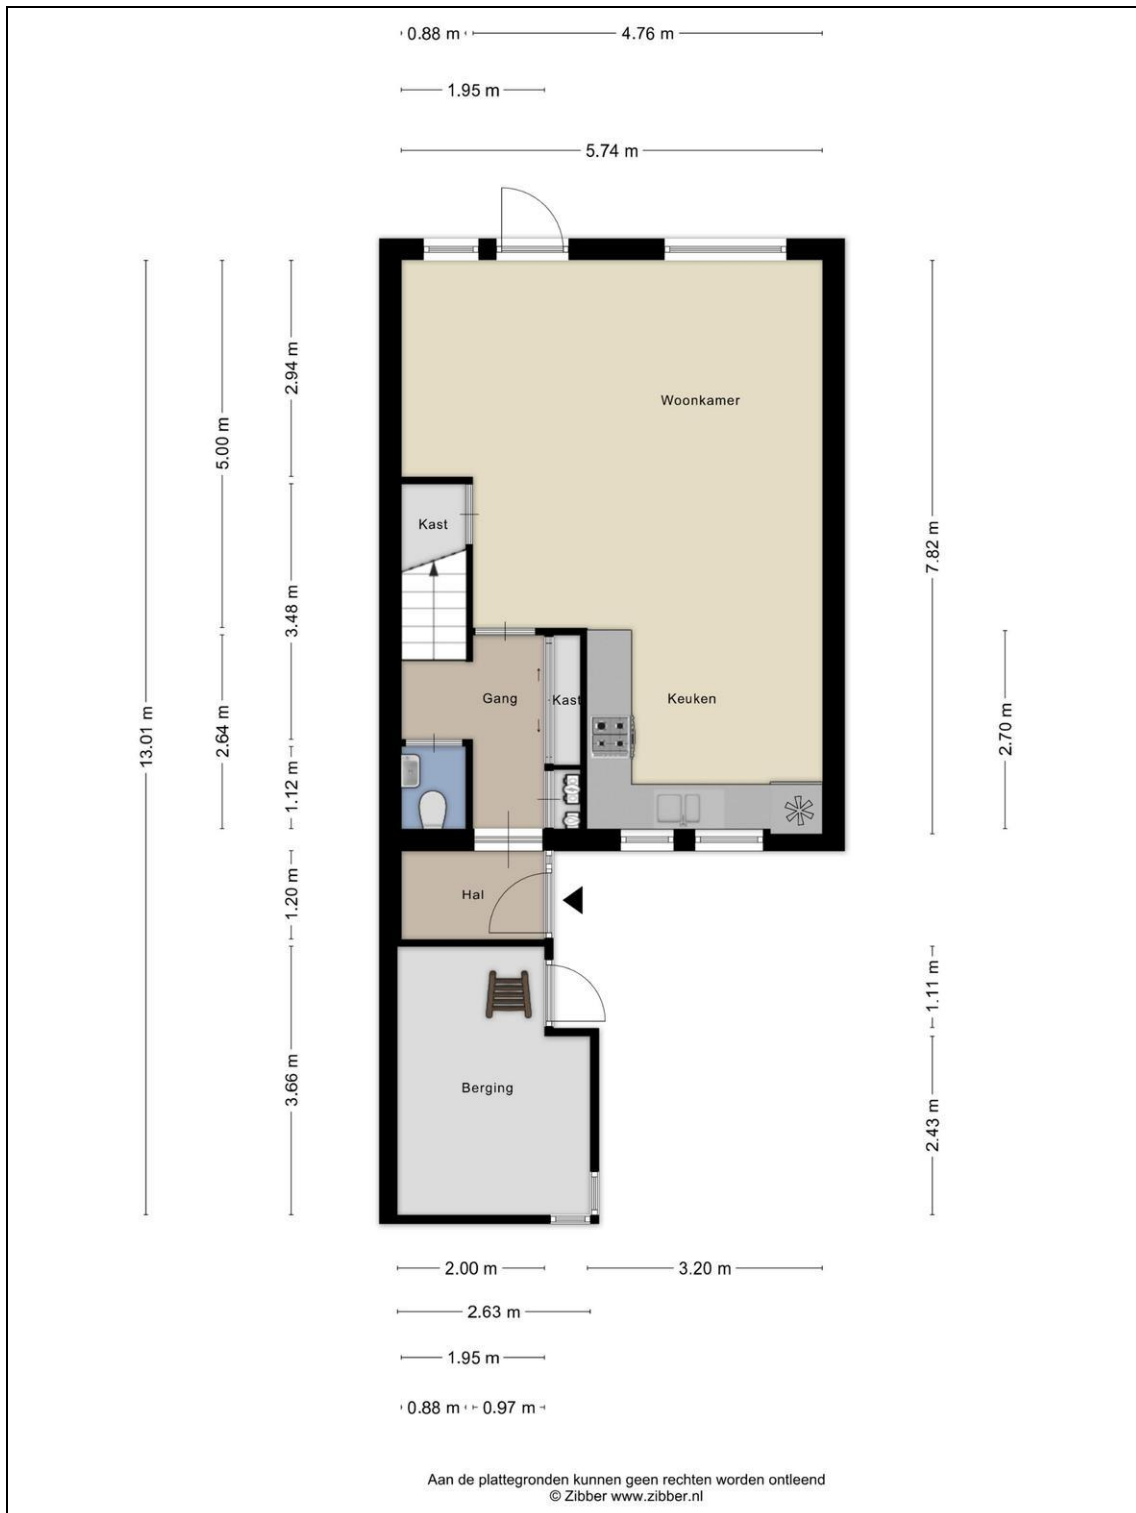 0.88 m
4.76 m
1.95 m
5.74 m
2.94 m
Woonkamer
5.00 m
Kast
7.82 m
3.48 m
Gang
Kast
Keuken
13.01 m
2.64 m
2.70 m
1.12 m
Hal
1.20 m
1.11 m
Berging
3.66 m
2.43 m
2.00 m
3.20 m
2.63 m
1.95 m
0.88 m
0.97 m
Aan de plattegronden kunnen geen rechten worden ontleend
© Zibber www.zibber.nl